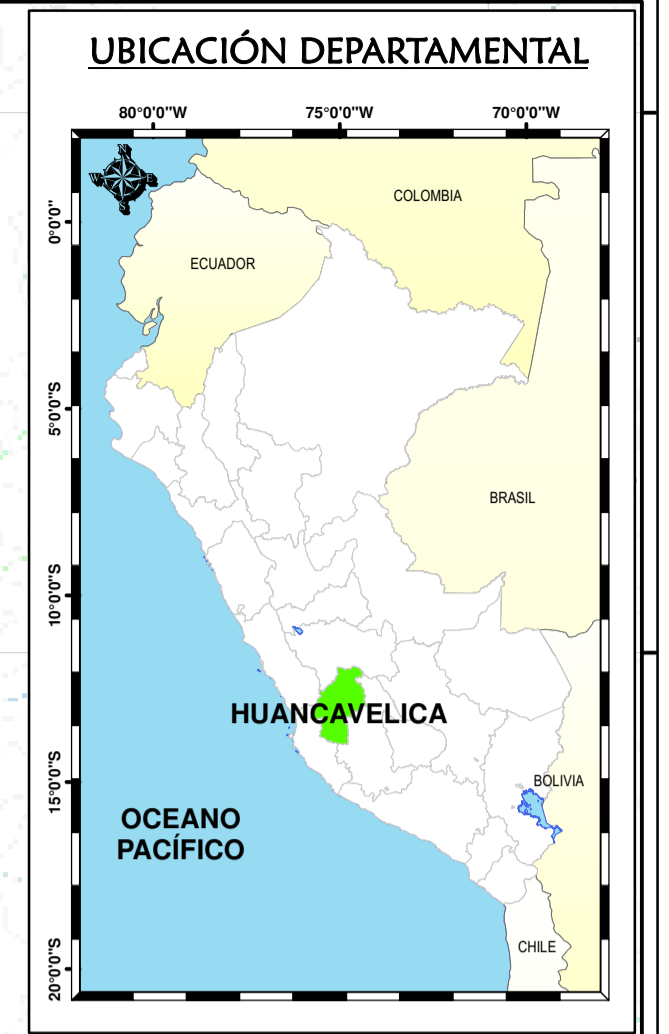 UBICACIÓN DEPARTAMENTAL
80°0'0"W 75°0'0"W 70°0'0"W
N
W E
S
COLOMBIA
0°0'0"
ECUADOR
5°0'0"S
BRASIL
10°0'0"S
HUANCAVELICA
15°0'0"S
BOLIVIA
OCEANO
PACÍFICO
CHILE
20°0'0"S